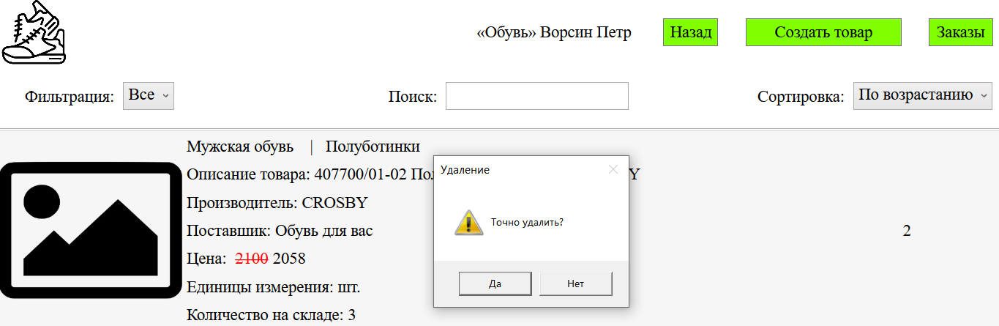 «Обувь» Ворсин Петр Назад Создать товар Заказы
Фильтрация: Все Поиск: Сортировка: По возрастанию
Мужская обувь | Полуботинки
Описание товара: 407700/01-02 Y
Производитель: CROSBY
Поставшик: Обувь для вас
2
Цена: 2100 2058
Единицы измерения: шт.
Количество на складе: 3
Удаление
Точно удалить?
Да Нет